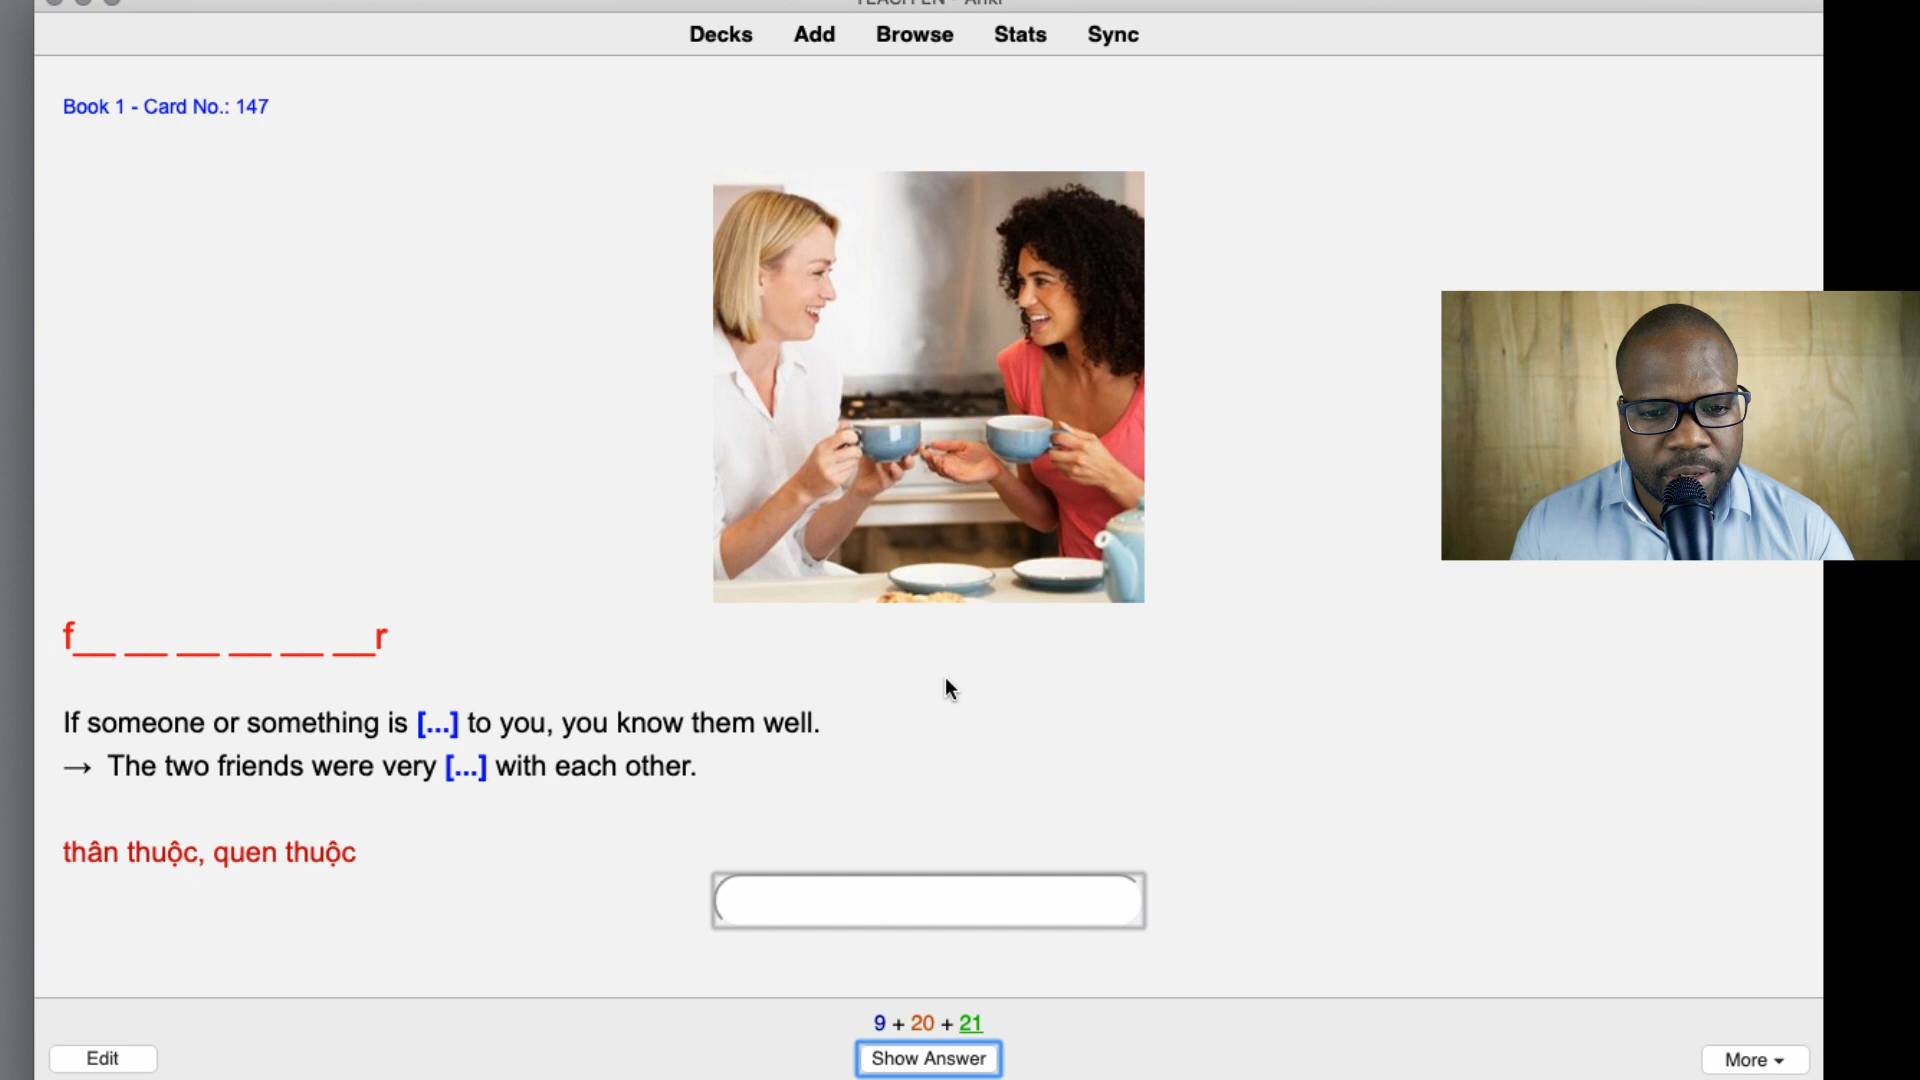 Decks Add Browse Stats Sync
Book 1 - Card No.: 147
f__ __ __ __ __ __r
If someone or something is [...] to you, you know them well.
→ The two friends were very [...] with each other.
thân thuộc, quen thuộc
9 + 20 + 21
Edit Show Answer More